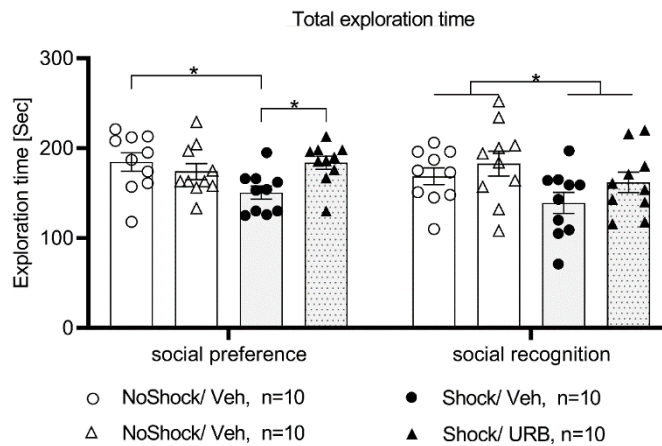 Total exploration time
300
200
100
0
Exploration time [Sec]
*
*
*
social preference
social recognition
NoShock/ Veh, n=10
Shock/ Veh, n=10
NoShock/ Veh, n=10
Shock/ URB, n=10